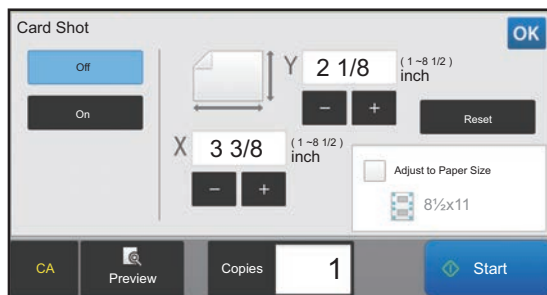 Card Shot
OK
Off
On
Y
2 1/8
( 1 ~8 1/2 )
inch
−
+
Reset
X
3 3/8
( 1 ~8 1/2 )
inch
−
+
Adjust to Paper Size
8½x11
CA
Preview
Copies
1
Start